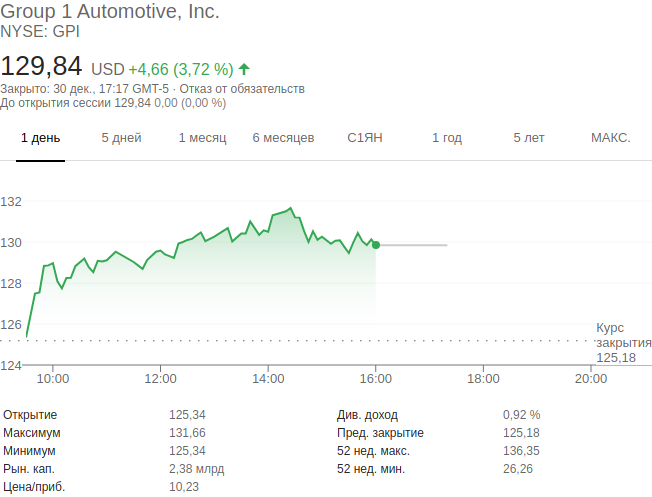 Group 1 Automotive, Inc.
NYSE: GPI
129,84 USD +4,66 (3,72 %)
Закрыто: 30 дек., 17:17 GMT-5 · Отказ от обязательств
До открытия сессии 129,84 0,00 (0,00 %)
1 день 5 дней 1 месяц 6 месяцев С1ЯН 1 год 5 лет МАКС.
132
130
128
126
Курс
закрытия
125,18
124
10:00 12:00 14:00 16:00 18:00 20:00
Открытие 125,34 Див. доход 0,92 %
Максимум 131,66 Пред. закрытие 125,18
Минимум 125,34 52 нед. макс. 136,35
Рын. кап. 2,38 млрд 52 нед. мин. 26,26
Цена/приб. 10,23